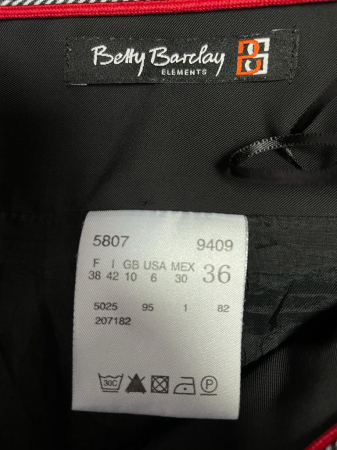 Betty Barclay
ELEMENTS
5807 9409
F I GB USA MEX 36
38 42 10 6 30
5025 95 1 82
207182
30C P